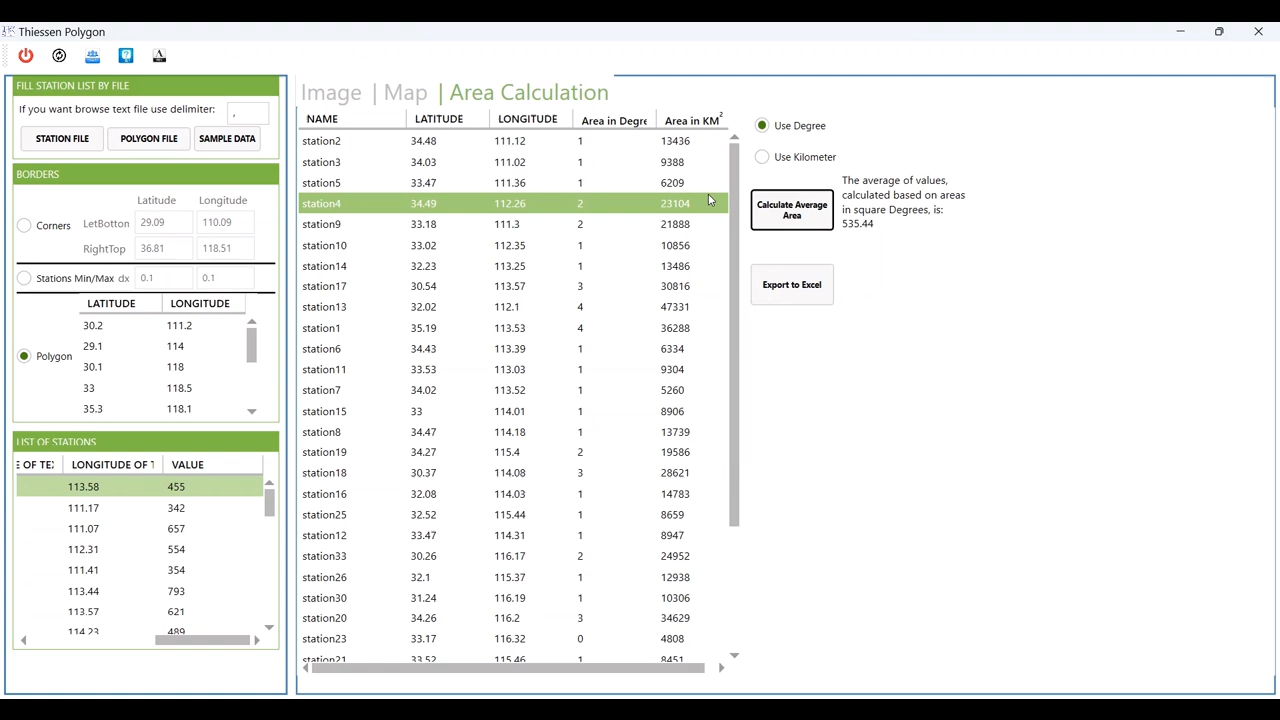 Thiessen Polygon
FILL STATION LIST BY FILE
If you want browse text file use delimiter: ,
STATION FILE POLYGON FILE SAMPLE DATA
BORDERS
Latitude Longitude
Corners LetBotton 29.09 110.09
RightTop 36.81 118.51
Stations Min/Max dx 0.1 0.1
LATITUDE LONGITUDE
30.2 111.2
29.1 114
Polygon 30.1 118
33 118.5
35.3 118.1
LIST OF STATIONS
E OF TE LONGITUDE OF T VALUE
113.58 455
111.17 342
111.07 657
112.31 554
111.41 354
113.44 793
113.57 621
114.23 489
Image | Map | Area Calculation
NAME LATITUDE LONGITUDE Area in Degre Area in KM²
station2 34.48 111.12 1 13436
station3 34.03 111.02 1 9388
station5 33.47 111.36 1 6209
station4 34.49 112.26 2 23104
station9 33.18 111.3 2 21888
station10 33.02 112.35 1 10856
station14 32.23 113.25 1 13486
station17 30.54 113.57 3 30816
station13 32.02 112.1 4 47331
station1 35.19 113.53 4 36288
station6 34.43 113.39 1 6334
station11 33.53 113.03 1 9304
station7 34.02 113.52 1 5260
station15 33 114.01 1 8906
station8 34.47 114.18 1 13739
station19 34.27 115.4 2 19586
station18 30.37 114.08 3 28621
station16 32.08 114.03 1 14783
station25 32.52 115.44 1 8659
station12 33.47 114.31 1 8947
station33 30.26 116.17 2 24952
station26 32.1 115.37 1 12938
station30 31.24 116.19 1 10306
station20 34.26 116.2 3 34629
station23 33.17 116.32 0 4808
station21 33.52 115.46 1 8451
Use Degree
Use Kilometer
Calculate Average
Area
The average of values,
calculated based on areas
in square Degrees, is:
535.44
Export to Excel